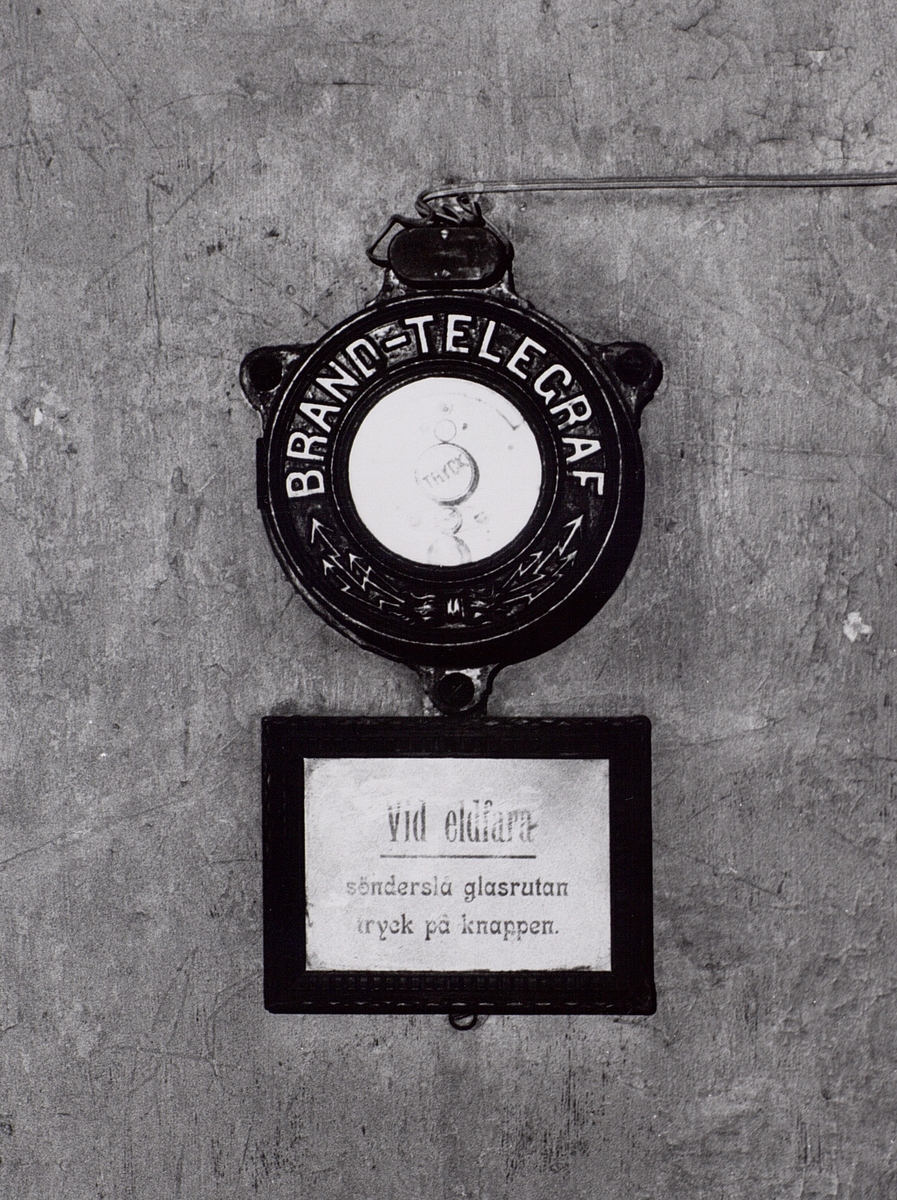 BRAND-TELEGRAF
TRYCK
Vid eldfara
sönderslå glasrutan
tryck på knappen.